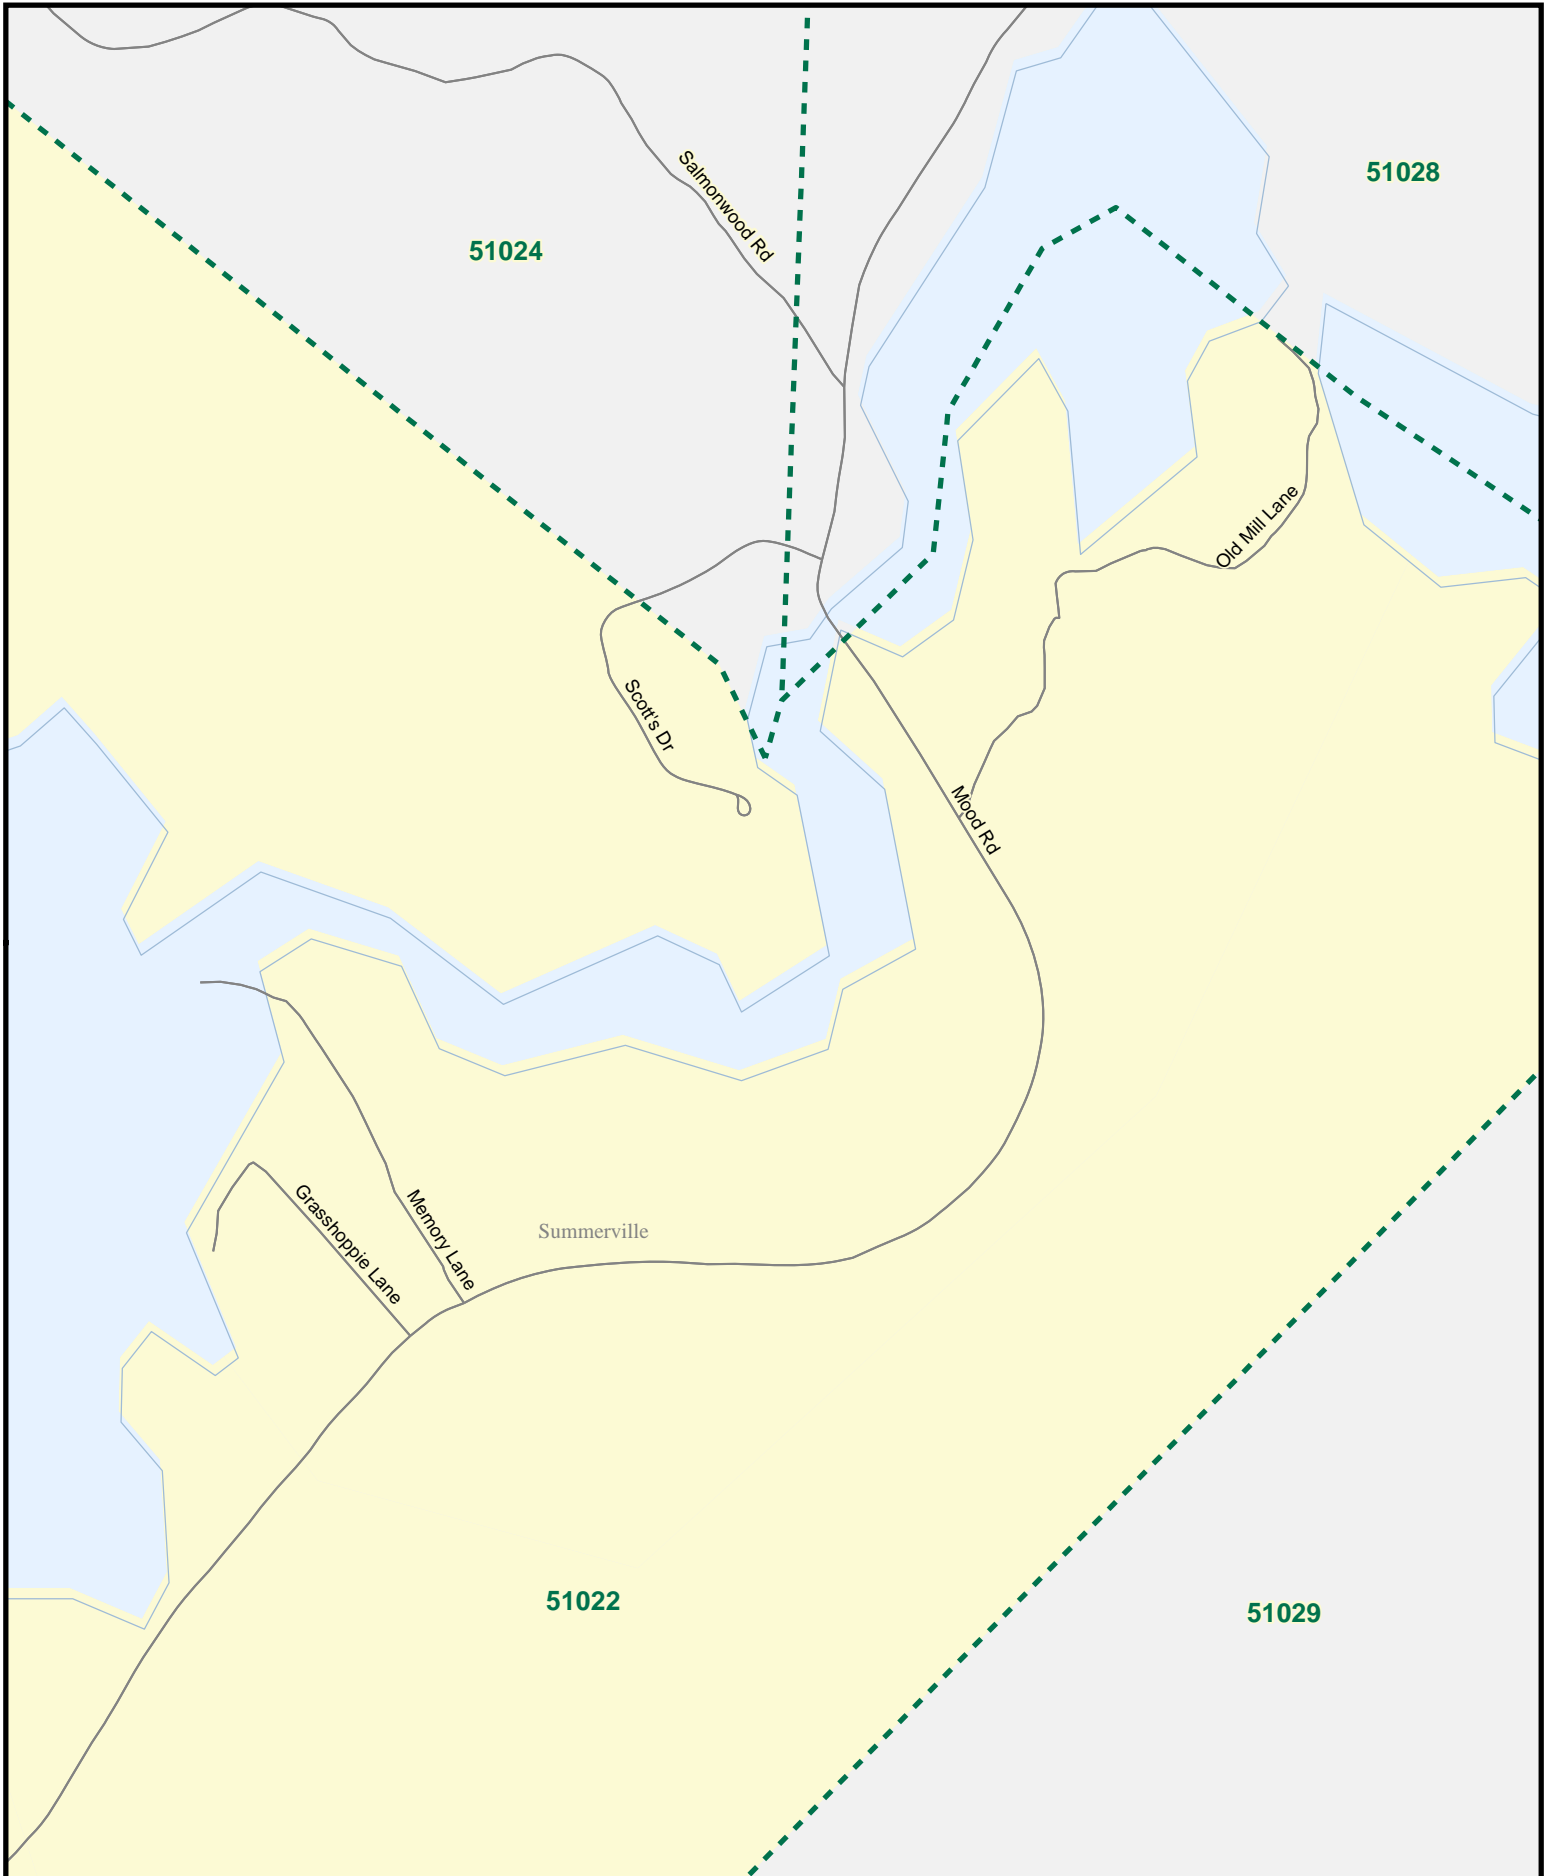 51028
Salmonwood Rd
51024
Old Mill Lane
Scott's Dr
Mood Rd
Grasshoppie Lane
Memory Lane
Summerville
51022
51029